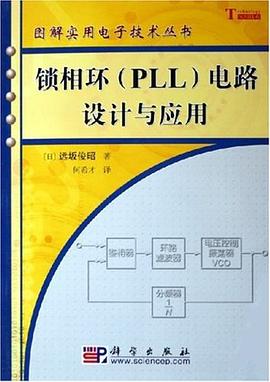 图解实用电子技术丛书
锁相环(PLL)电路
设计与应用
[日] 远坂俊昭 著
何希才 译
鉴相器
环路
滤波器
电压控制
振荡器
VCO
分频器
1
N
科学出版社
www.sciencep.com